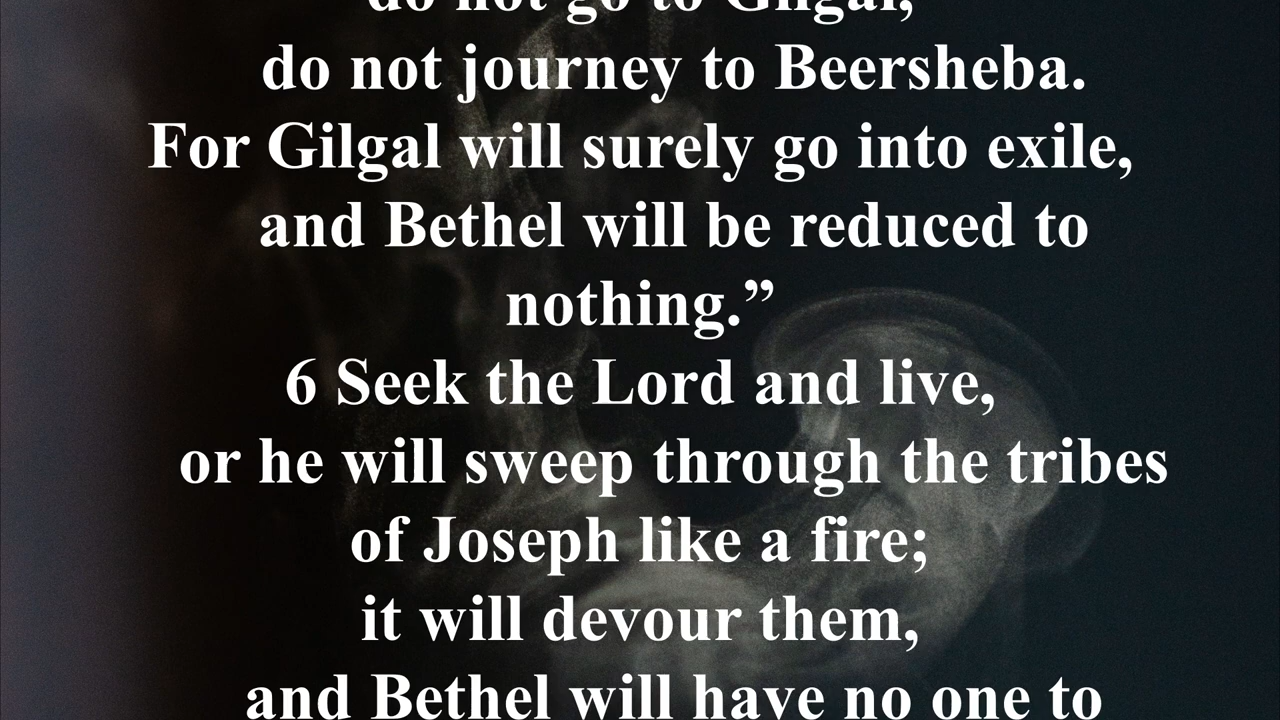 do not go to Gilgal,
do not journey to Beersheba.
For Gilgal will surely go into exile,
and Bethel will be reduced to
nothing.”
6 Seek the Lord and live,
or he will sweep through the tribes
of Joseph like a fire;
it will devour them,
and Bethel will have no one to